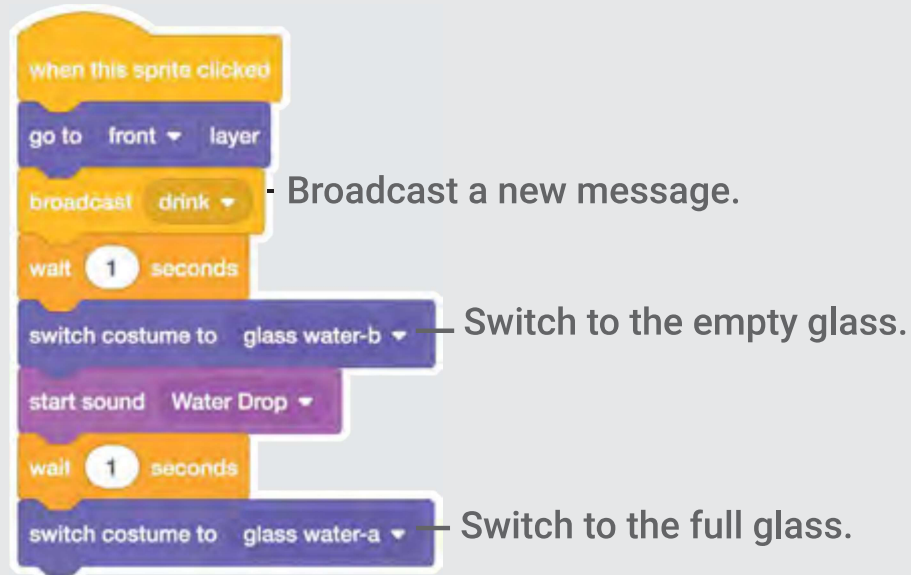 when this sprite clicked
go to front layer
broadcast drink
Broadcast a new message.
wait 1 seconds
switch costume to glass water-b
Switch to the empty glass.
start sound Water Drop
wait 1 seconds
switch costume to glass water-a
Switch to the full glass.